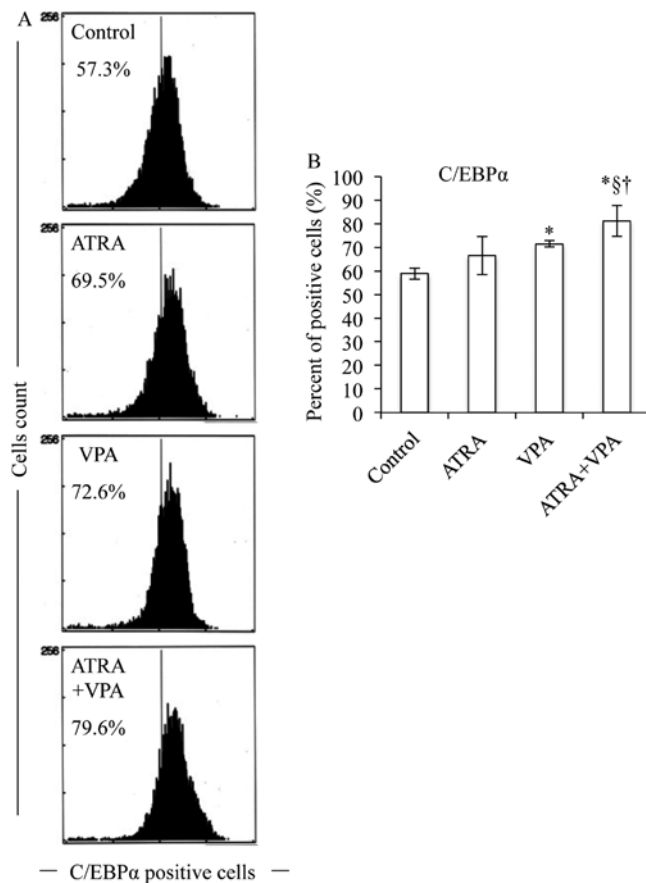 A
256
Control
57.3%
256
ATRA
69.5%
256
VPA
72.6%
256
ATRA
+VPA
79.6%
Cells count
— C/EBPα positive cells —
B
C/EBPα
*
*§†
Percent of positive cells (%)
100
90
80
70
60
50
40
30
20
10
0
Control
ATRA
VPA
ATRA+VPA